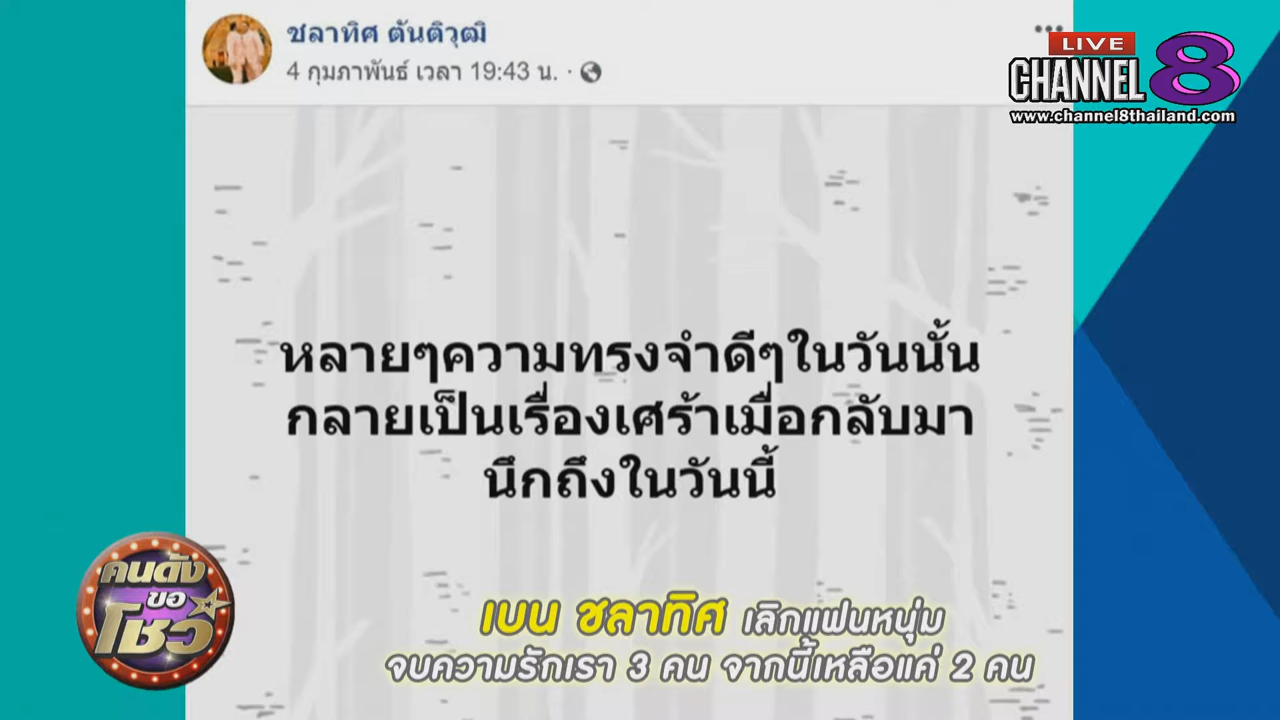 ชลาทิศ ตันติวุฒิ
4 กุมภาพันธ์ เวลา 19:43 น. ·
LIVE
CHANNEL 8
www.channel8thailand.com
หลายๆความทรงจำดีๆในวันนั้น
กลายเป็นเรื่องเศร้าเมื่อกลับมา
นึกถึงในวันนี้
คนดัง
ขอ
โชว์
เบน ชลาทิศ เลิกแฟนหนุ่ม
จบความรักเรา 3 คน จากนี้เหลือแค่ 2 คน